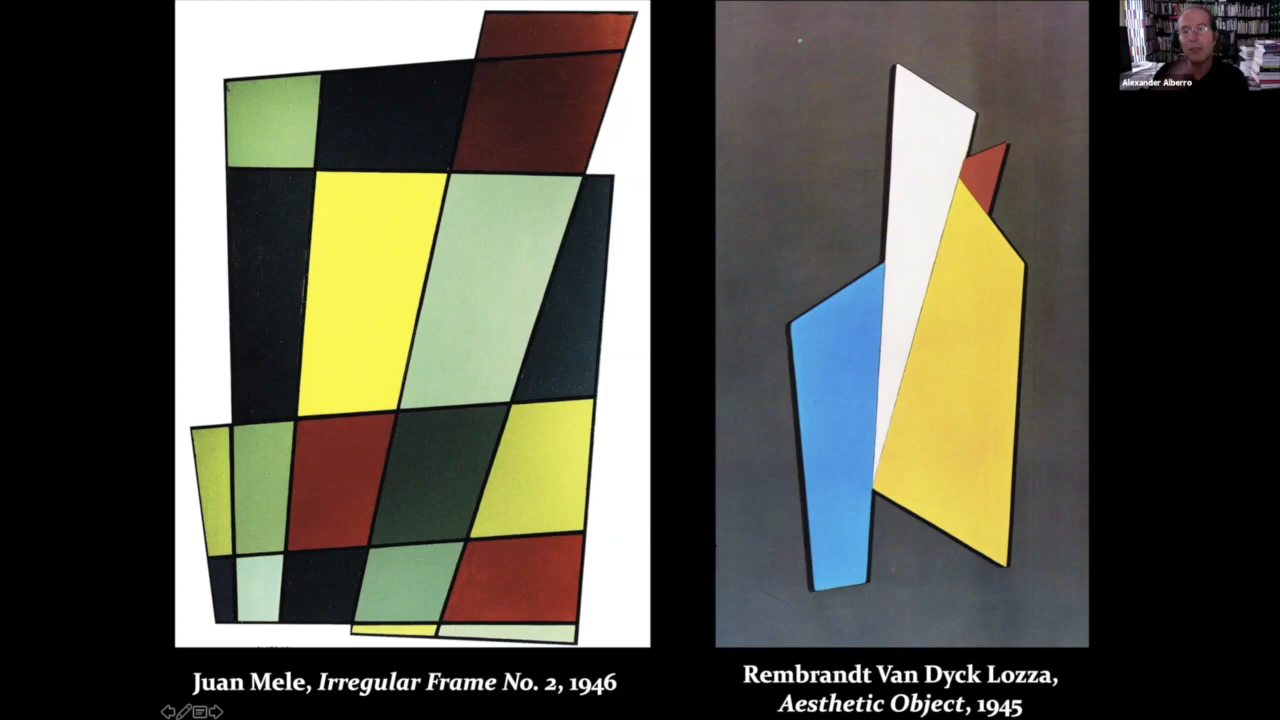 Alexander Alberro
Juan Mele, Irregular Frame No. 2, 1946
Rembrandt Van Dyck Lozza,
Aesthetic Object, 1945